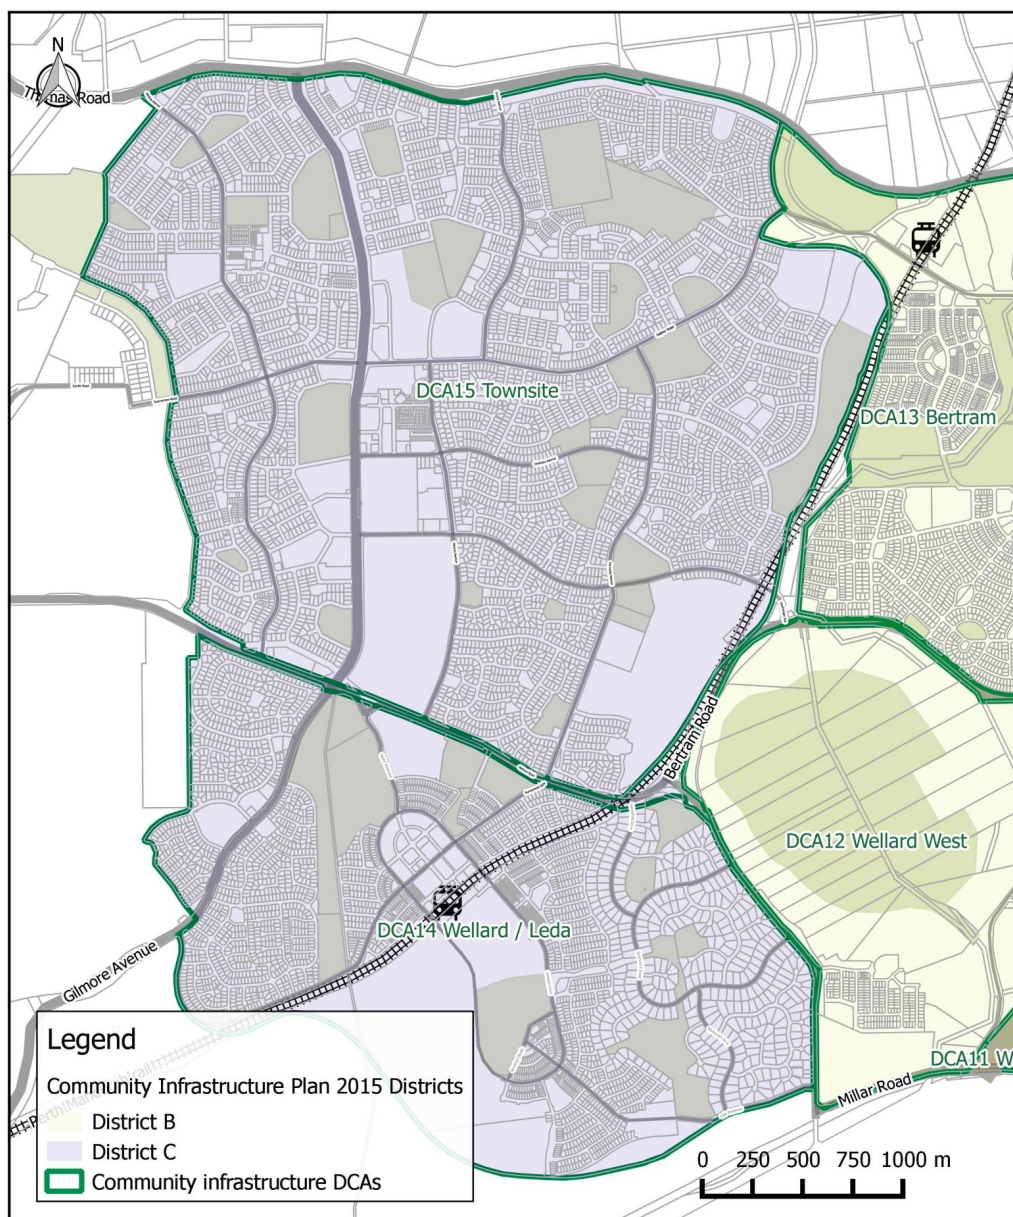 N
Thomas Road
DCA15 Townsite
DCA13 Bertram
Bertram Road
DCA12 Wellard West
DCA14 Wellard / Leda
Gilmore Avenue
DCA11 W
Millar Road
Legend
Community Infrastructure Plan 2015 Districts
District B
District C
Community infrastructure DCAs
0 250 500 750 1000 m